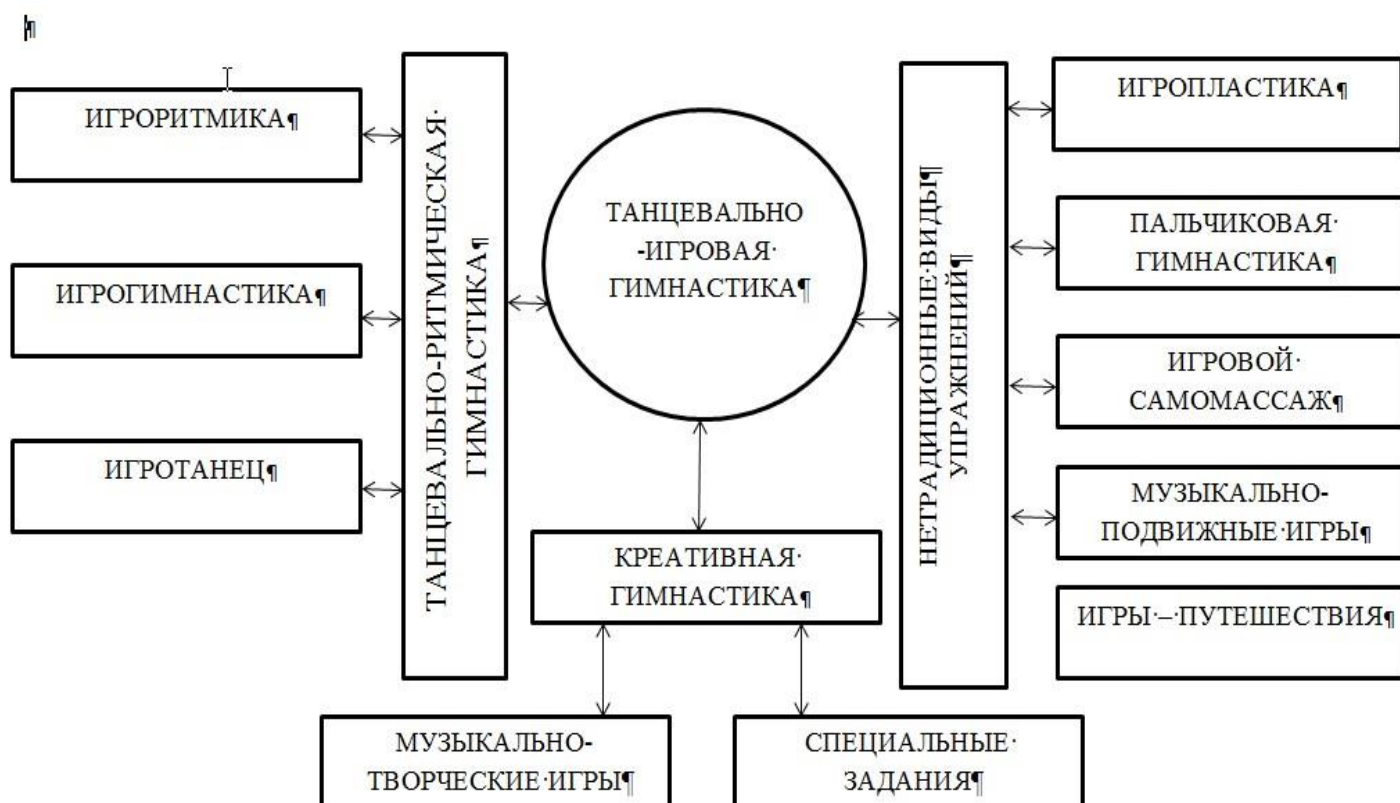 ИГРОРИТМИКА¶
ИГРОГИМНАСТИКА¶
ИГРОТАНЕЦ¶
ТАНЦЕВАЛЬНО-РИТМИЧЕСКАЯ·
ГИМНАСТИКА¶
ТАНЦЕВАЛЬНО
-ИГРОВАЯ·
ГИМНАСТИКА¶
КРЕАТИВНАЯ·
ГИМНАСТИКА¶
МУЗЫКАЛЬНО-
ТВОРЧЕСКИЕ·ИГРЫ¶
СПЕЦИАЛЬНЫЕ·
ЗАДАНИЯ¶
НЕТРАДИЦИОННЫЕ·ВИДЫ¶
УПРАЖНЕНИЙ¶
ИГРОПЛАСТИКА¶
ПАЛЬЧИКОВАЯ·
ГИМНАСТИКА¶
ИГРОВОЙ·
САМОМАССАЖ¶
МУЗЫКАЛЬНО-
ПОДВИЖНЫЕ·ИГРЫ¶
ИГРЫ·–·ПУТЕШЕСТВИЯ¶